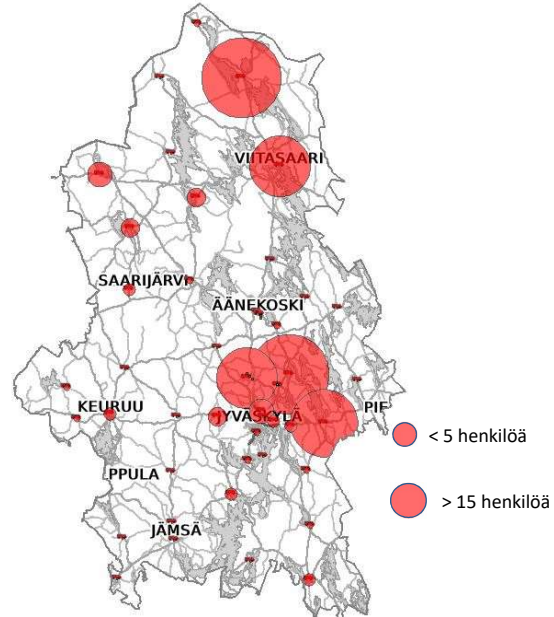 VIITASAARI
SAARIJÄRVI
ÄÄNEKOSKI
KEURUU
JYVÄSKYLÄ
PIE
< 5 henkilöä
PPULA
> 15 henkilöä
JÄMSÄ